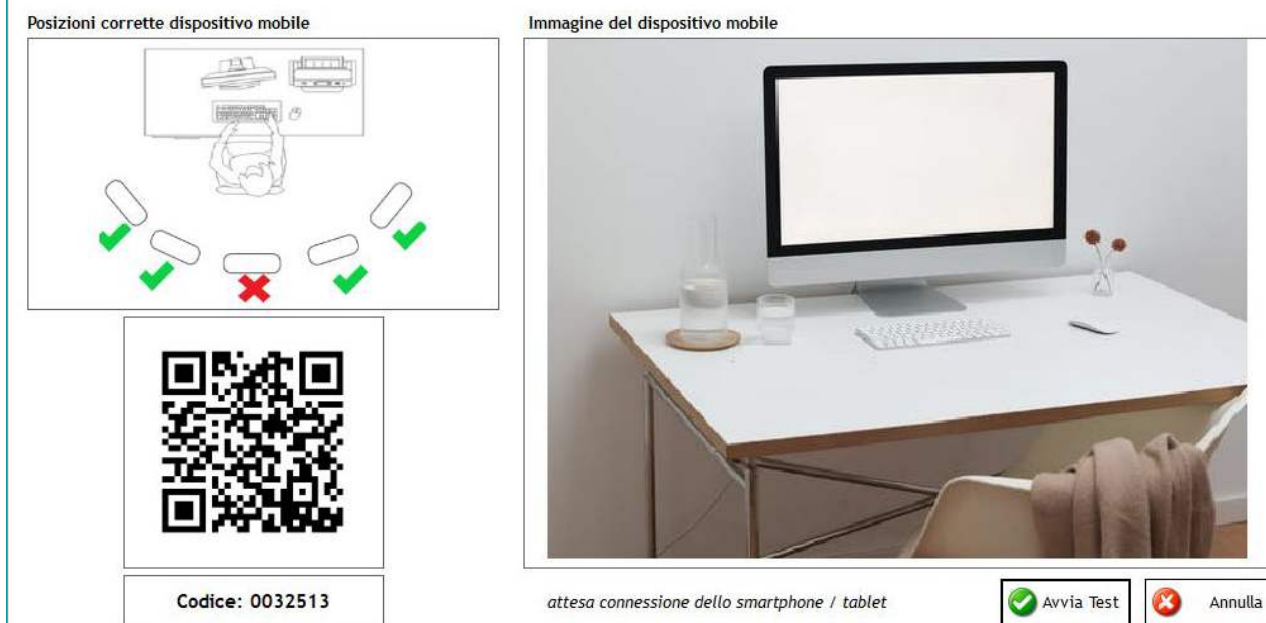 Posizioni corrette dispositivo mobile
Immagine del dispositivo mobile
Codice: 0032513
attesa connessione dello smartphone / tablet
Avvia Test
Annulla